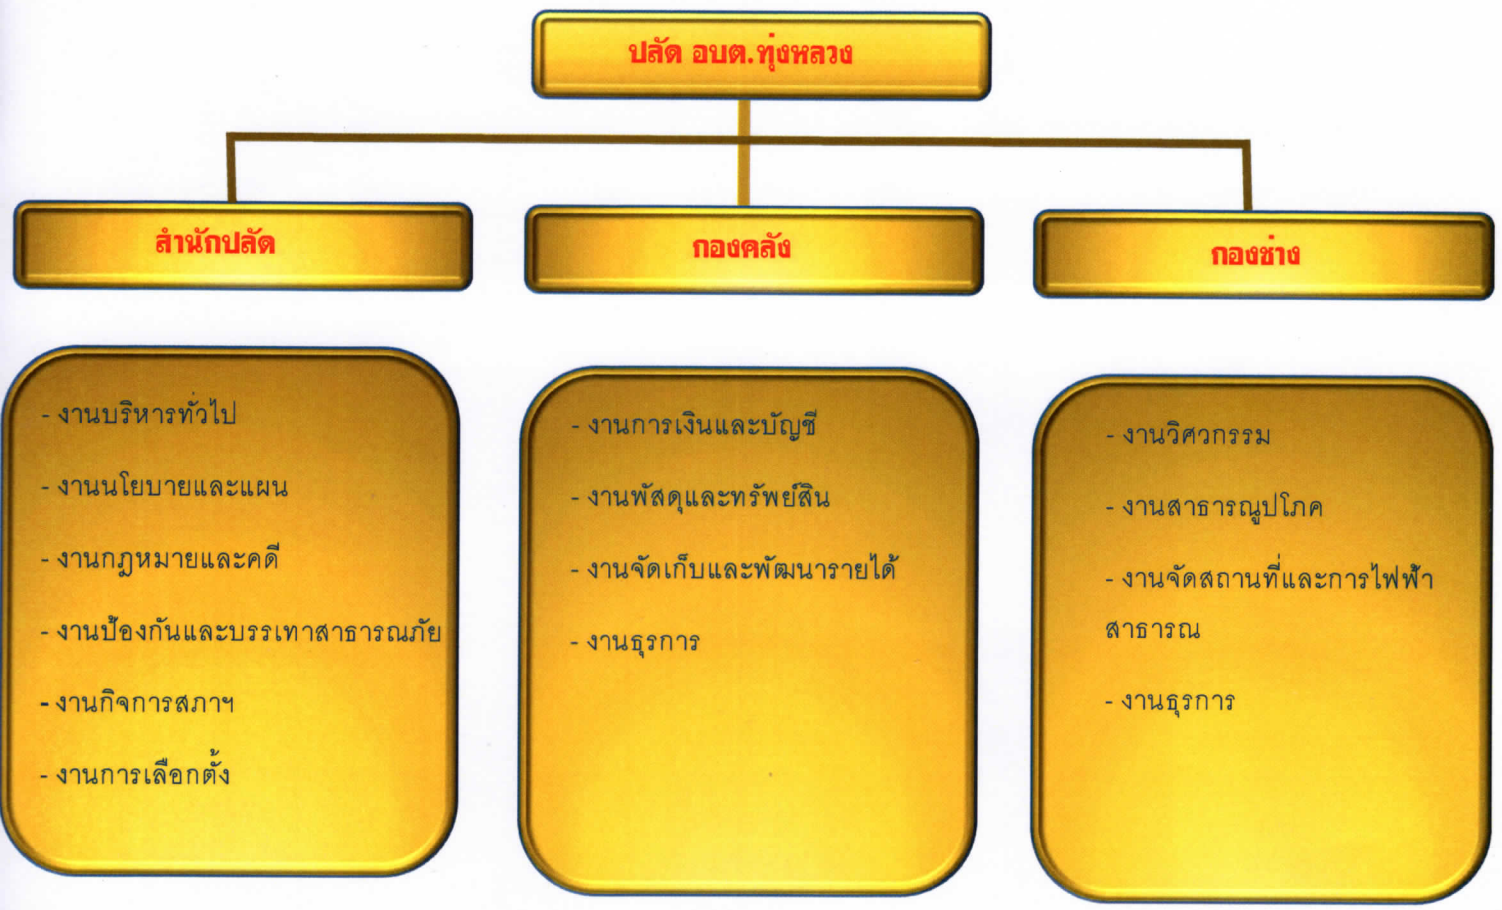 ปลัด อบต.ทุ่งหลวง
สำนักปลัด
กองคลัง
กองช่าง
- งานบริหารทั่วไป
- งานนโยบายและแผน
- งานกฎหมายและคดี
- งานป้องกันและบรรเทาสาธารณภัย
- งานกิจการสภาฯ
- งานการเลือกตั้ง
- งานการเงินและบัญชี
- งานพัสดุและทรัพย์สิน
- งานจัดเก็บและพัฒนารายได้
- งานธุรการ
- งานวิศวกรรม
- งานสาธารณูปโภค
- งานจัดสถานที่และการไฟฟ้า
สาธารณ
- งานธุรการ